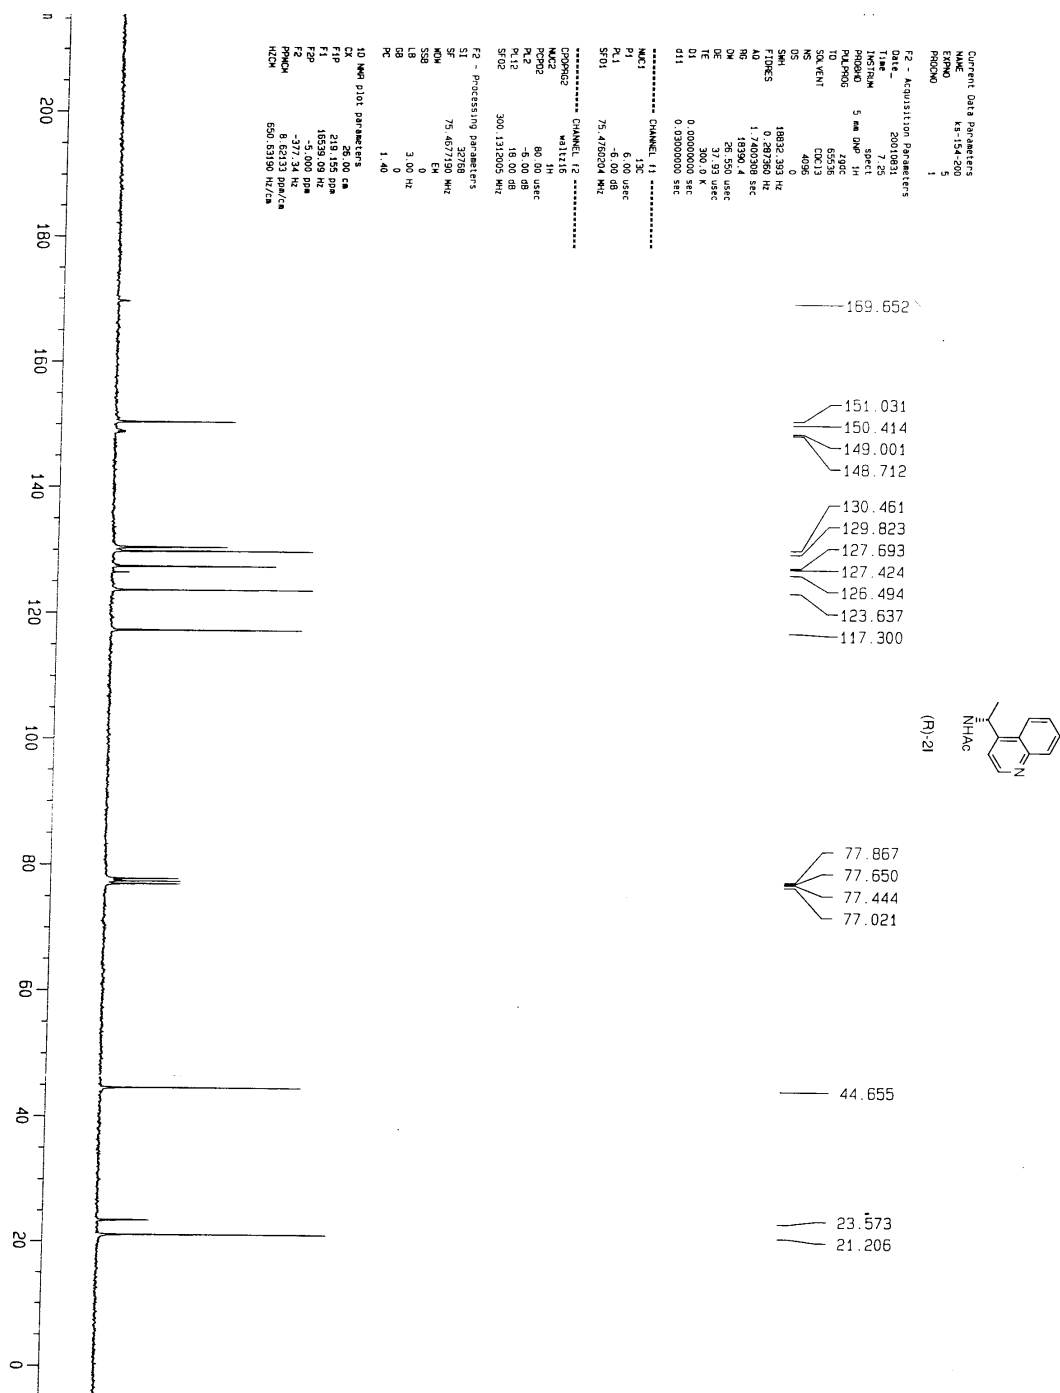 Current Data Parameters
NAME ks-154-200
EXPNO 5
PROCNO 1
F2 - Acquisition Parameters
Date_ 20010831
Time 7.25
INSTRUM spect
PROBHD 5 mm QNP 1H
PULPROG zgdc
TD 65536
SOLVENT CDCl3
NS 4096
DS 0
SWH 18832.393 Hz
FIDRES 0.287360 Hz
AQ 1.7400308 sec
RG 18390.4
DW 26.550 usec
DE 37.93 usec
TE 300.0 K
D1 0.00000000 sec
d11 0.03000000 sec
======== CHANNEL f1 ========
NUC1 13C
P1 6.00 usec
PL1 -6.00 dB
SFO1 75.4760204 MHz
======== CHANNEL f2 ========
CPDPRG2 waltz16
NUC2 1H
PCPD2 80.00 usec
PL2 -6.00 dB
PL12 18.00 dB
SFO2 300.1312005 MHz
F2 - Processing parameters
SI 32768
SF 75.4677190 MHz
WDW EM
SSB 0
LB 3.00 Hz
GB 0
PC 1.40
1D NMR plot parameters
CX 26.00 cm
F1P 219.155 ppm
F1 16539.09 Hz
F2P -5.000 ppm
F2 -377.34 Hz
PPMCM 8.62133 ppm/cm
HZCM 650.63190 Hz/cm
169.652
151.031
150.414
149.001
148.712
130.461
129.823
127.693
127.424
126.494
123.637
117.300
77.867
77.650
77.444
77.021
44.655
23.573
21.206
N
NHAc
(R)-2l
200
180
160
140
120
100
80
60
40
20
0